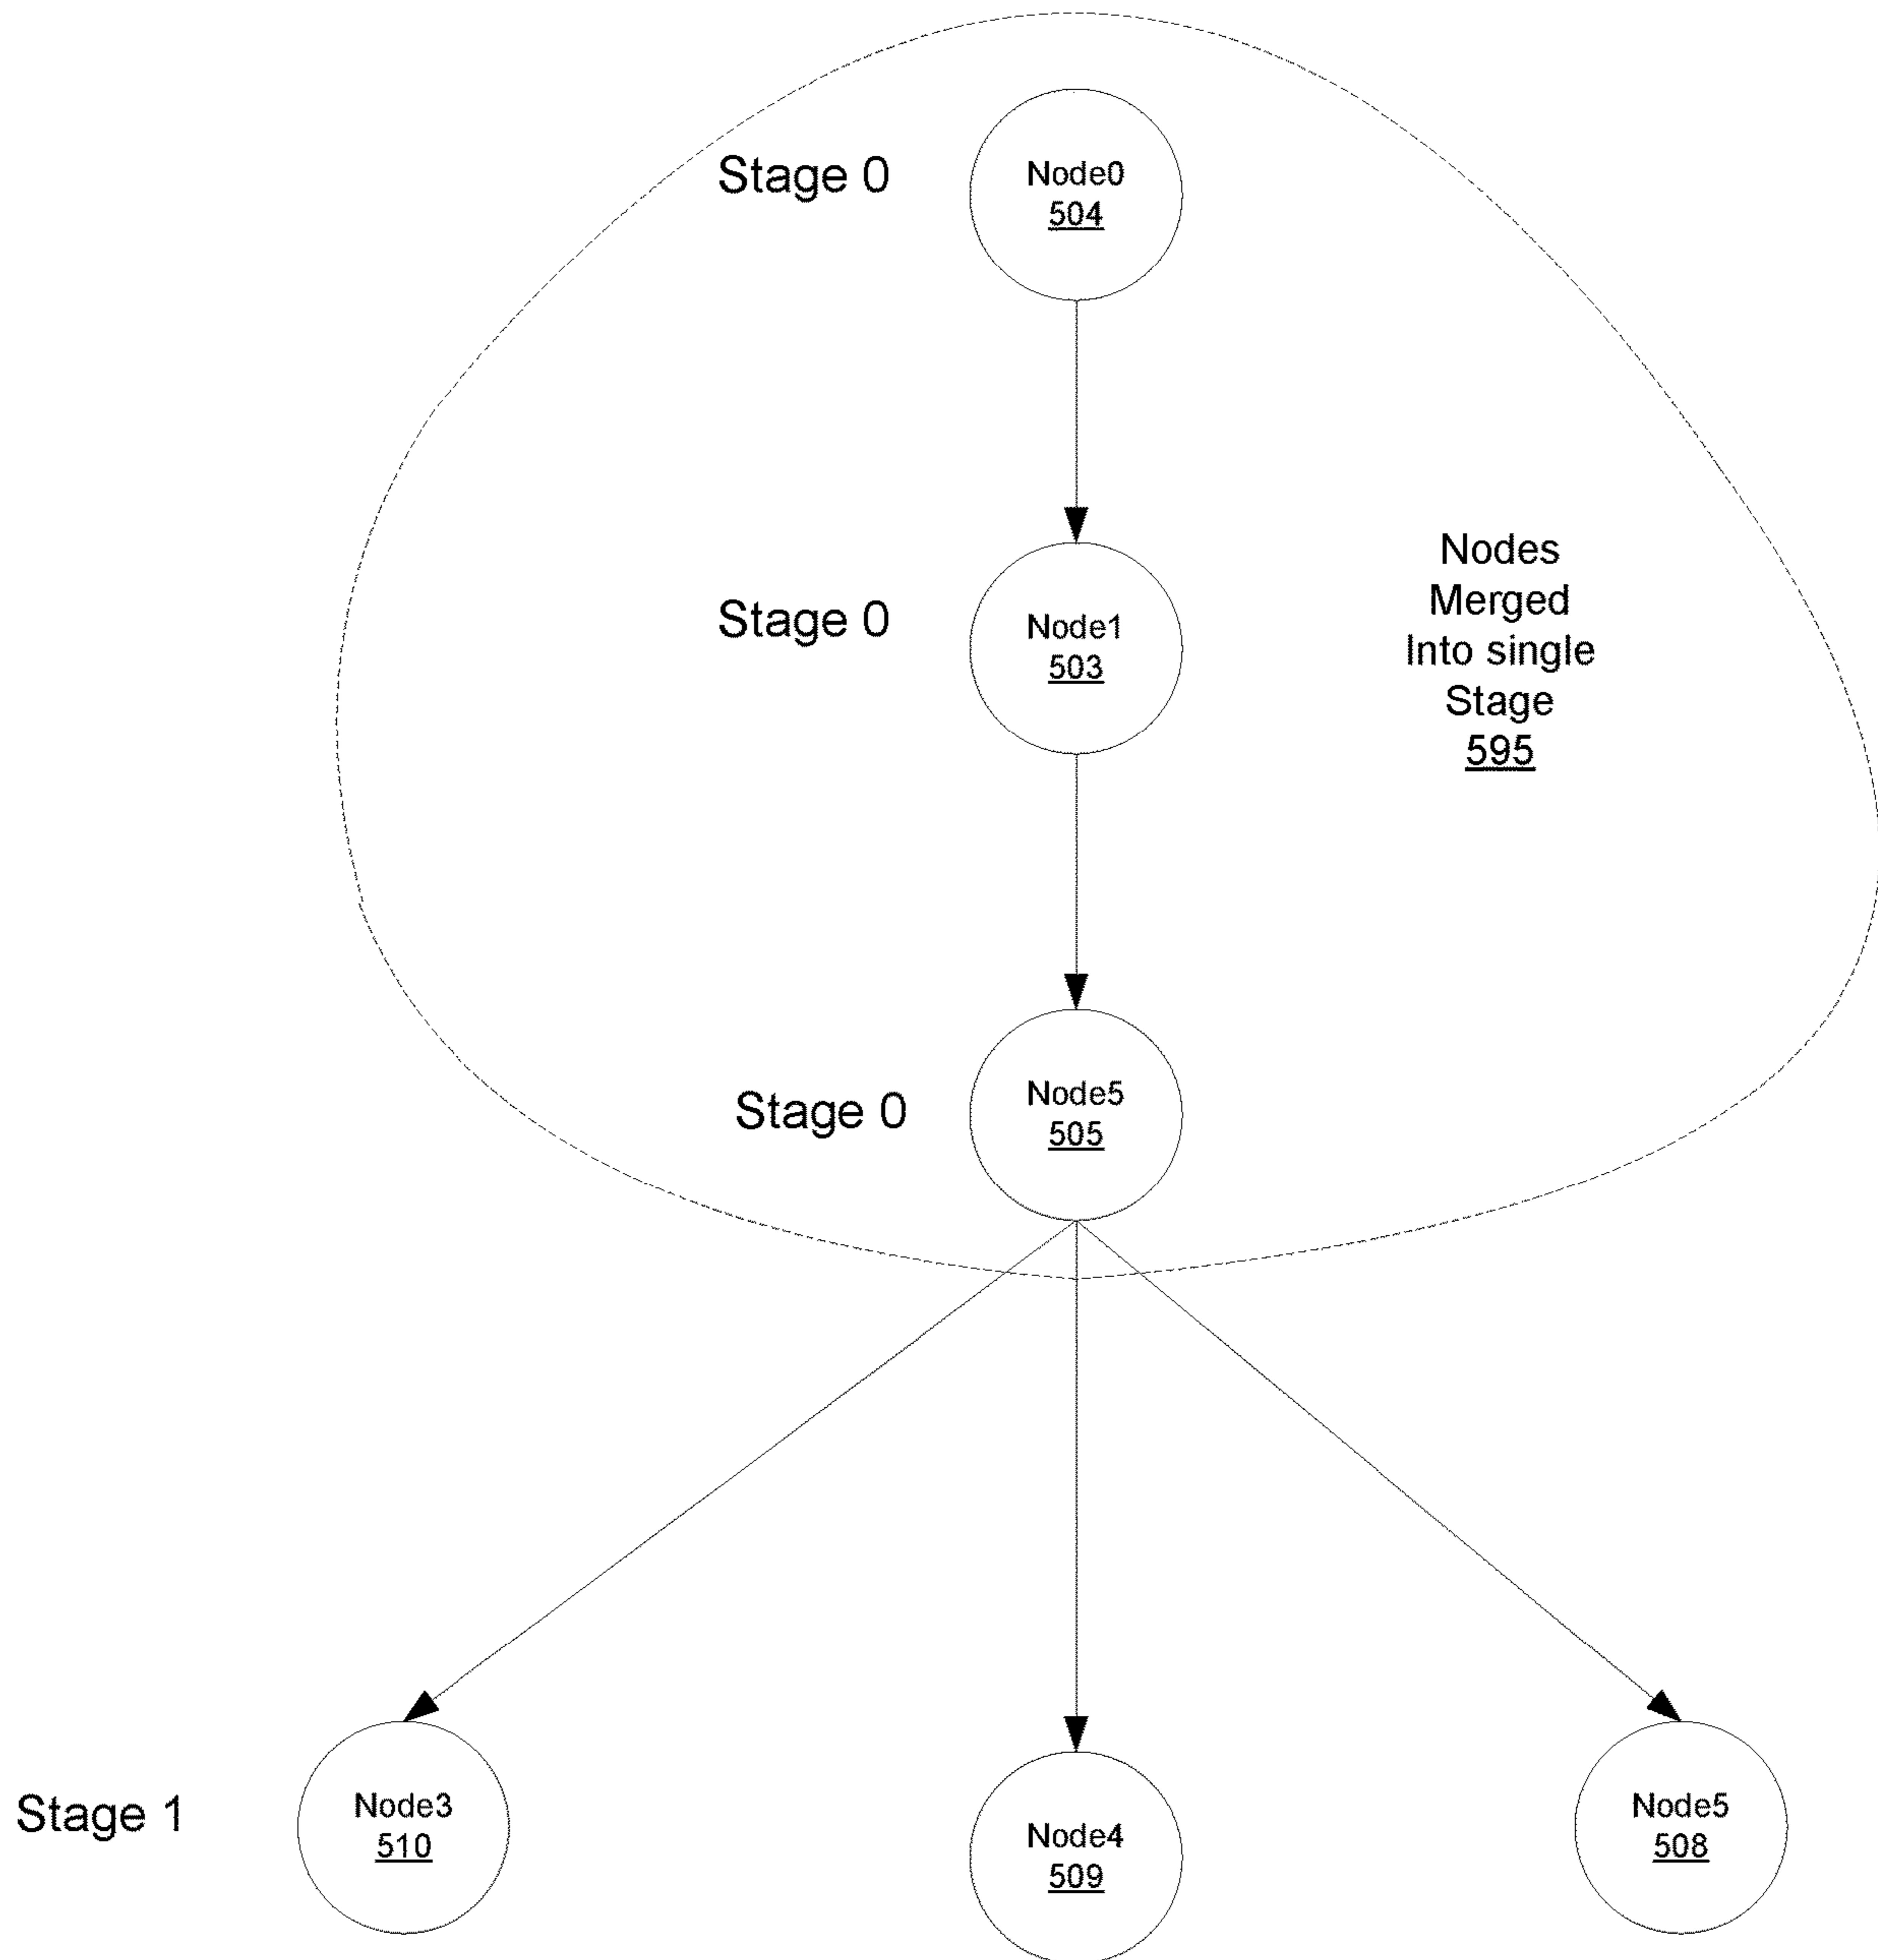 Stage 0
Node0
504
Stage 0
Node1
503
Nodes
Merged
Into single
Stage
595
Stage 0
Node5
505
Stage 1
Node3
510
Node4
509
Node5
508